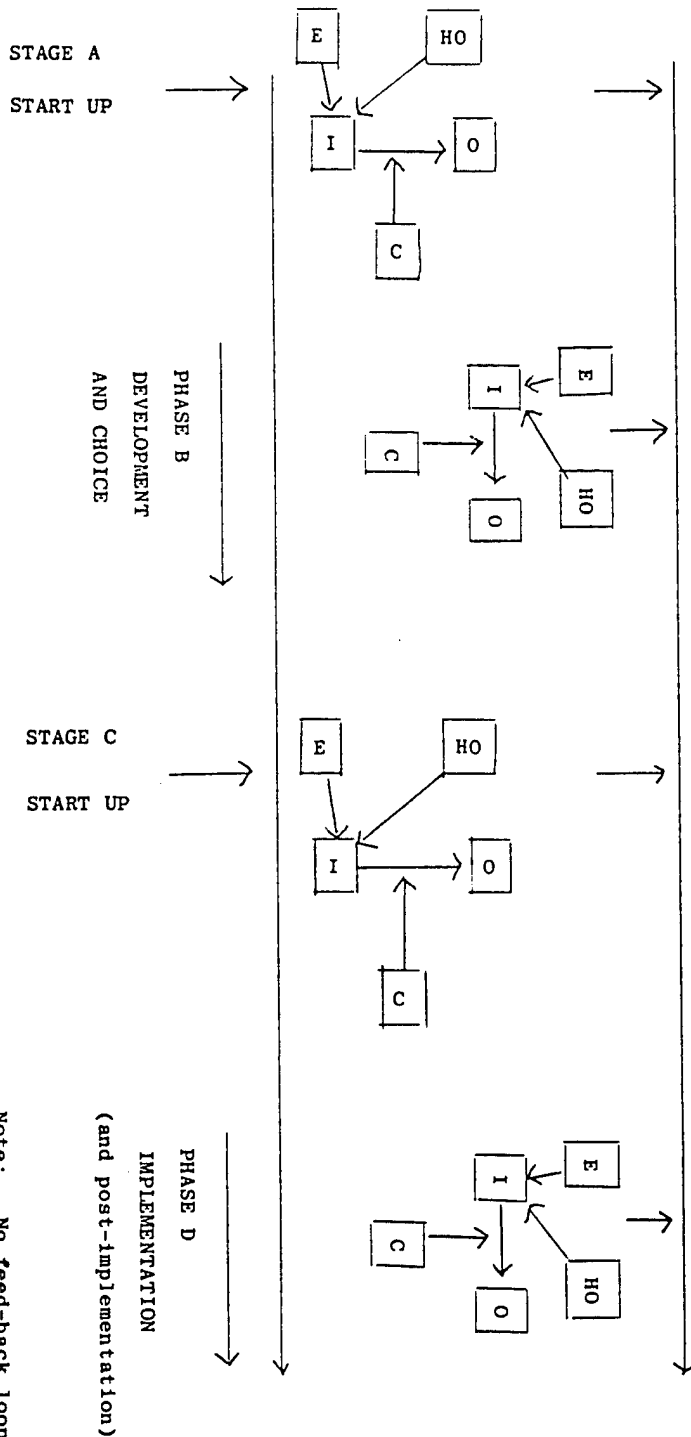 STAGE A
START UP
E
HO
I
O
C
PHASE B
DEVELOPMENT
AND CHOICE
E
I
HO
C
O
STAGE C
START UP
E
HO
I
O
C
PHASE D
IMPLEMENTATION
(and post-implementation)
E
I
HO
C
O
Note: No feed-back loop